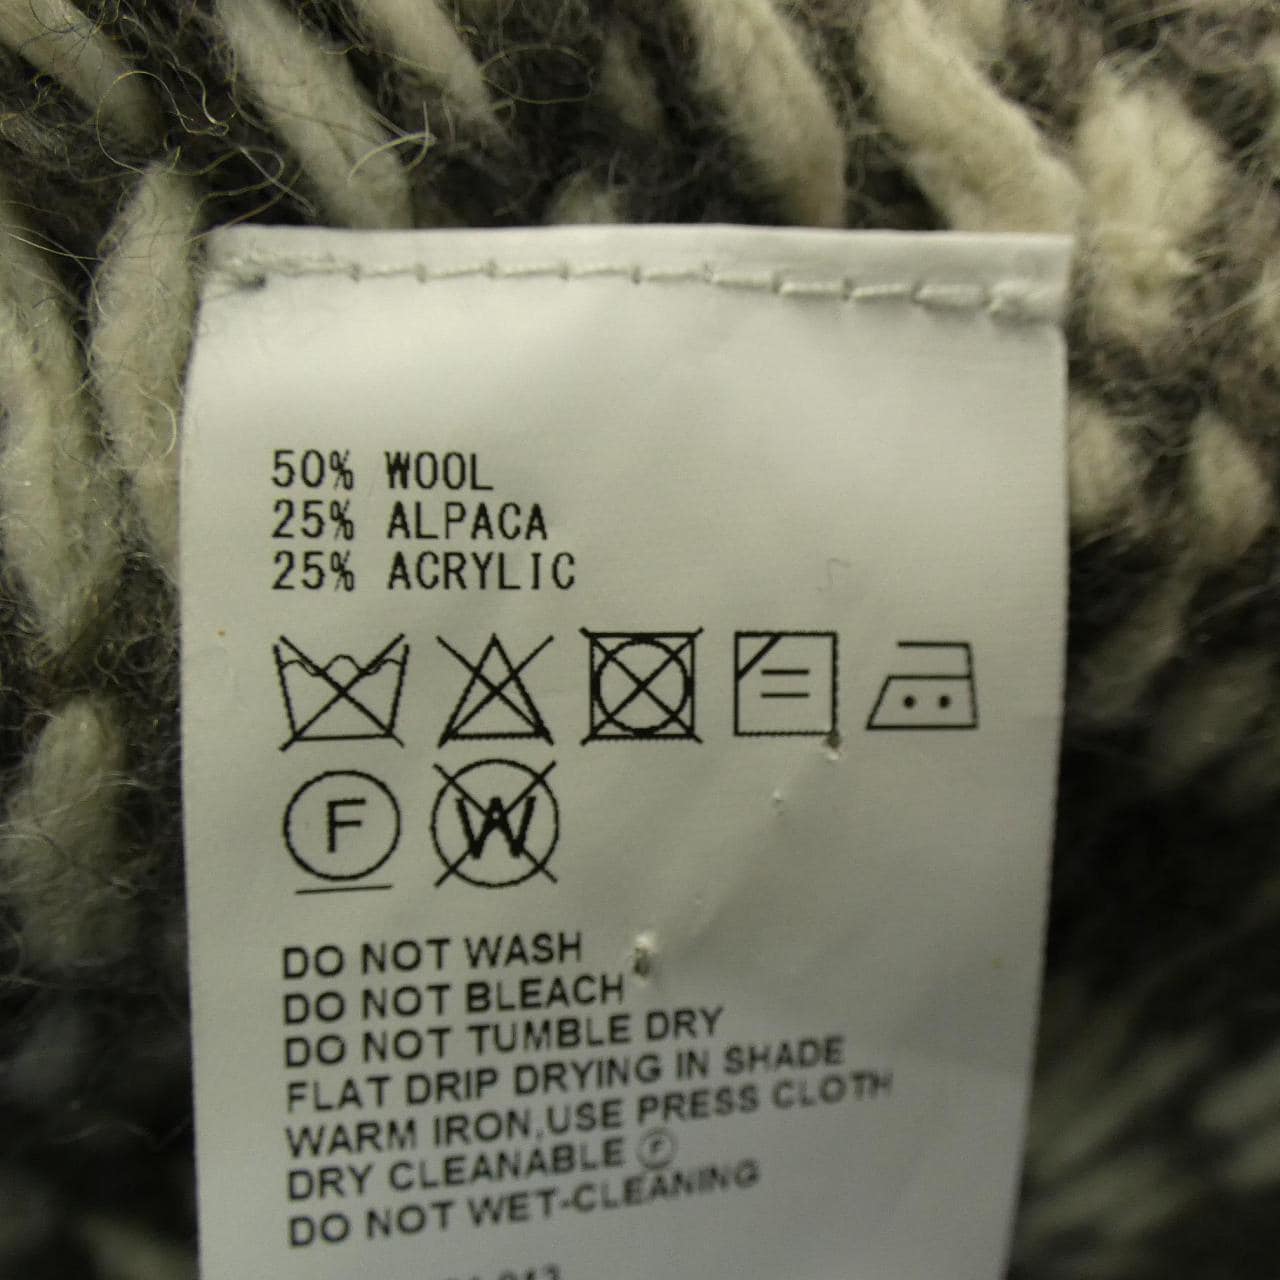 50% WOOL
25% ALPACA
25% ACRYLIC
F W
DO NOT WASH
DO NOT BLEACH
DO NOT TUMBLE DRY
FLAT DRIP DRYING IN SHADE
WARM IRON,USE PRESS CLOTH
DRY CLEANABLE Ⓕ
DO NOT WET-CLEANING